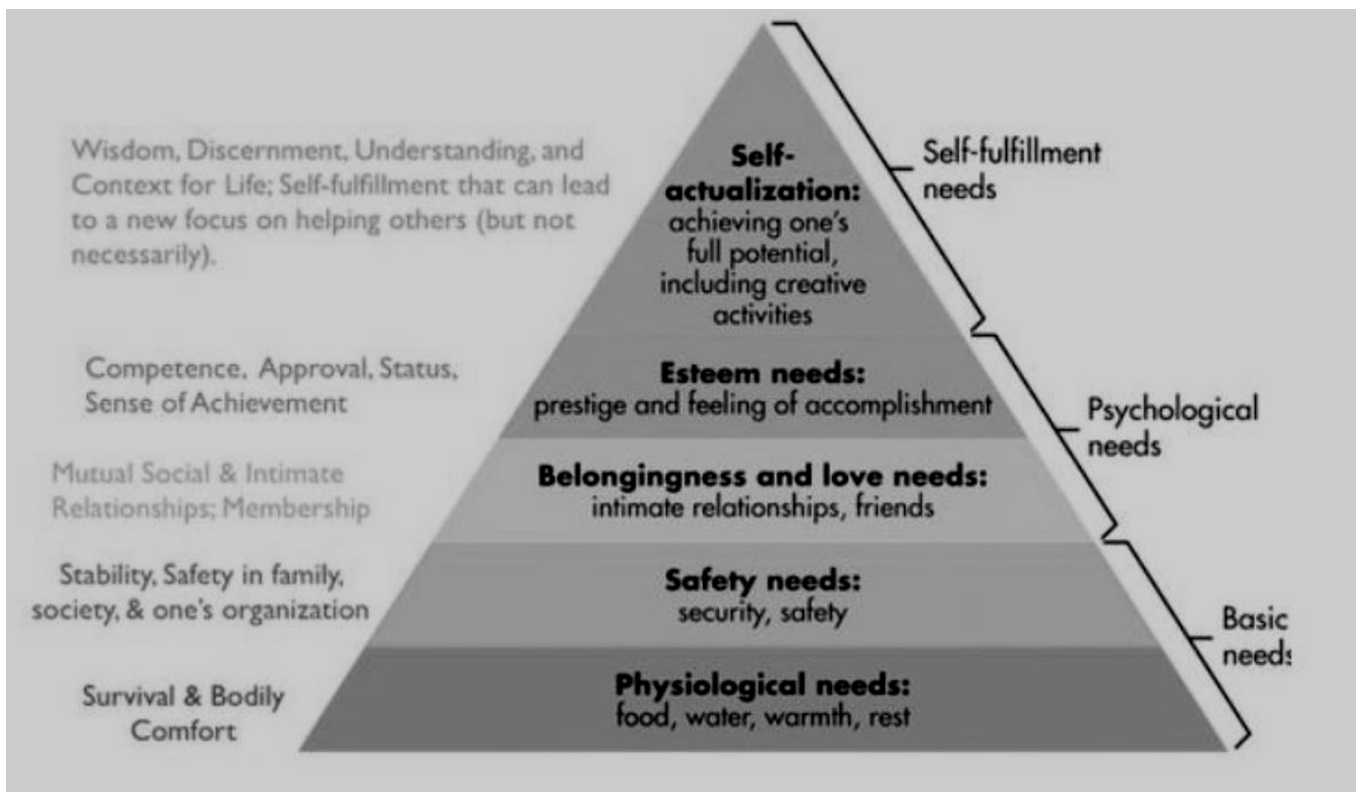 Wisdom, Discernment, Understanding, and
Context for Life; Self-fulfillment that can lead
to a new focus on helping others (but not
necessarily).
Self-
actualization:
achieving one's
full potential,
including creative
activities
Self-fulfillment
needs
Competence, Approval, Status,
Sense of Achievement
Esteem needs:
prestige and feeling of accomplishment
Psychological
needs
Mutual Social & Intimate
Relationships; Membership
Belongingness and love needs:
intimate relationships, friends
Stability, Safety in family,
society, & one's organization
Safety needs:
security, safety
Basic
needs
Survival & Bodily
Comfort
Physiological needs:
food, water, warmth, rest